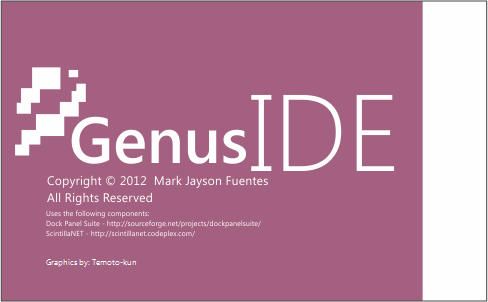 GenusIDE
Copyright © 2012 Mark Jayson Fuentes
All Rights Reserved
Uses the following components:
Dock Panel Suite - http://sourceforge.net/projects/dockpanelsuite/
ScintillaNET - http://scintillanet.codeplex.com/
Graphics by: Temoto-kun